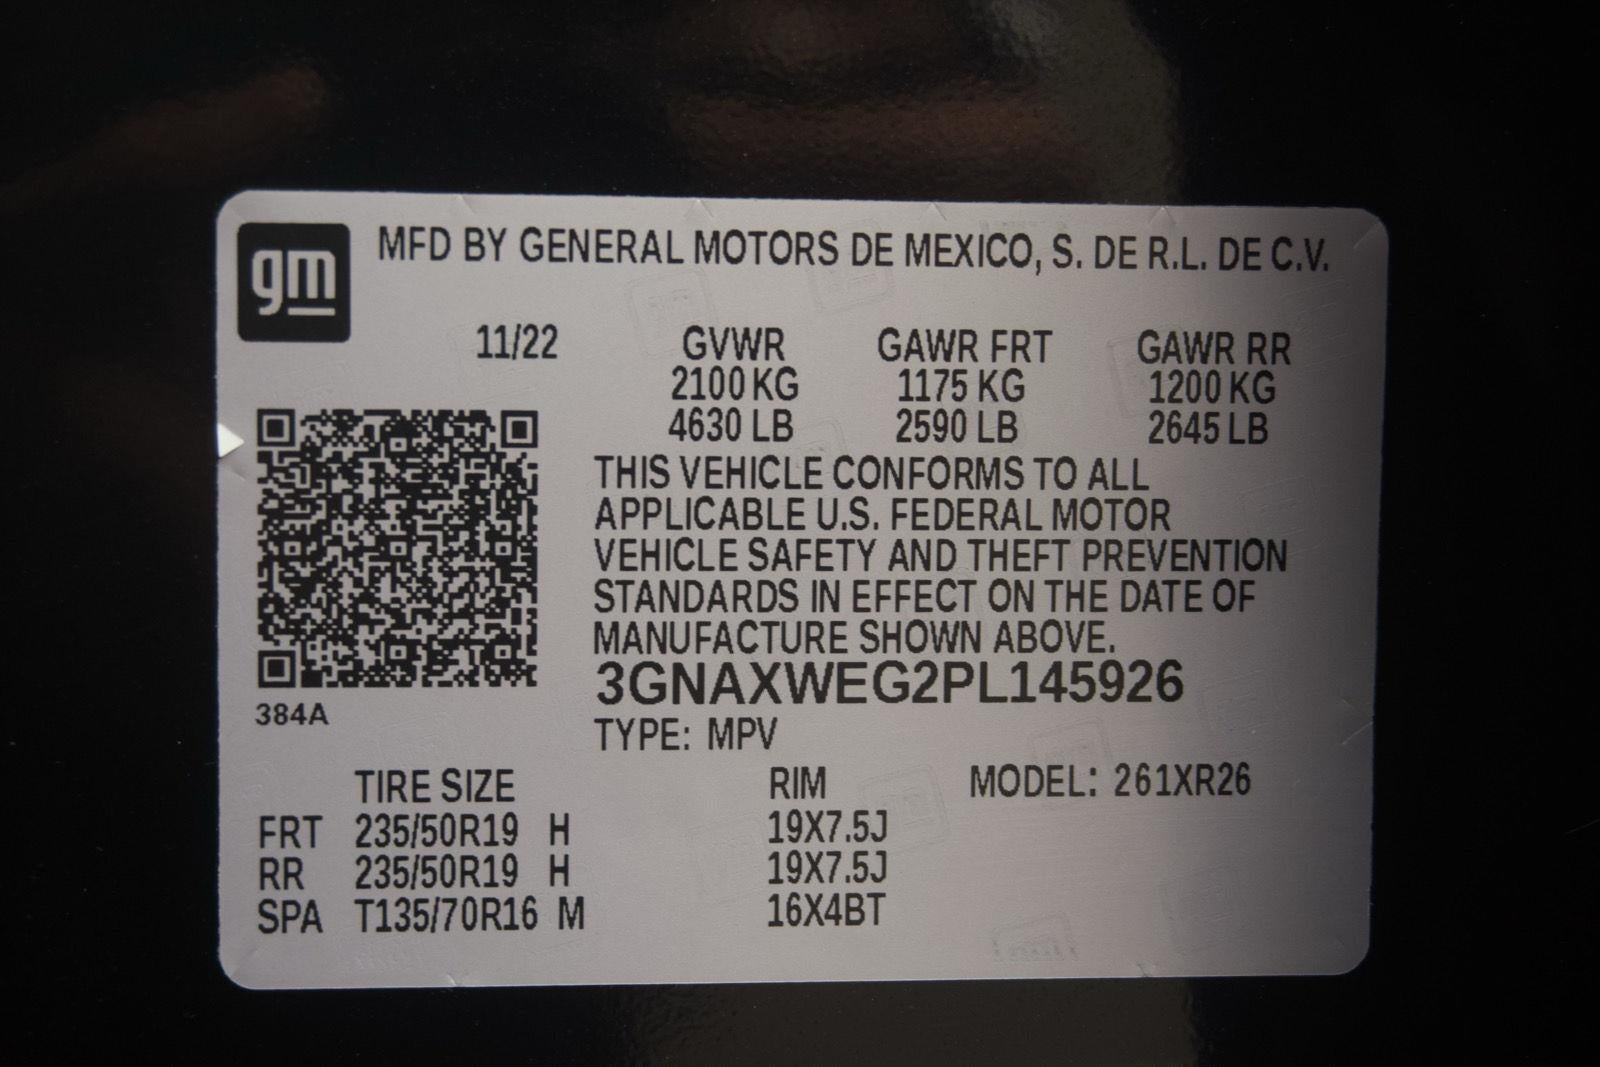 gm
MFD BY GENERAL MOTORS DE MEXICO, S. DE R.L. DE C.V.
11/22 GVWR GAWR FRT GAWR RR
2100 KG 1175 KG 1200 KG
4630 LB 2590 LB 2645 LB
THIS VEHICLE CONFORMS TO ALL
APPLICABLE U.S. FEDERAL MOTOR
VEHICLE SAFETY AND THEFT PREVENTION
STANDARDS IN EFFECT ON THE DATE OF
MANUFACTURE SHOWN ABOVE.
3GNAXWEG2PL145926
384A
TYPE: MPV
TIRE SIZE RIM MODEL: 261XR26
FRT 235/50R19 H 19X7.5J
RR 235/50R19 H 19X7.5J
SPA T135/70R16 M 16X4BT